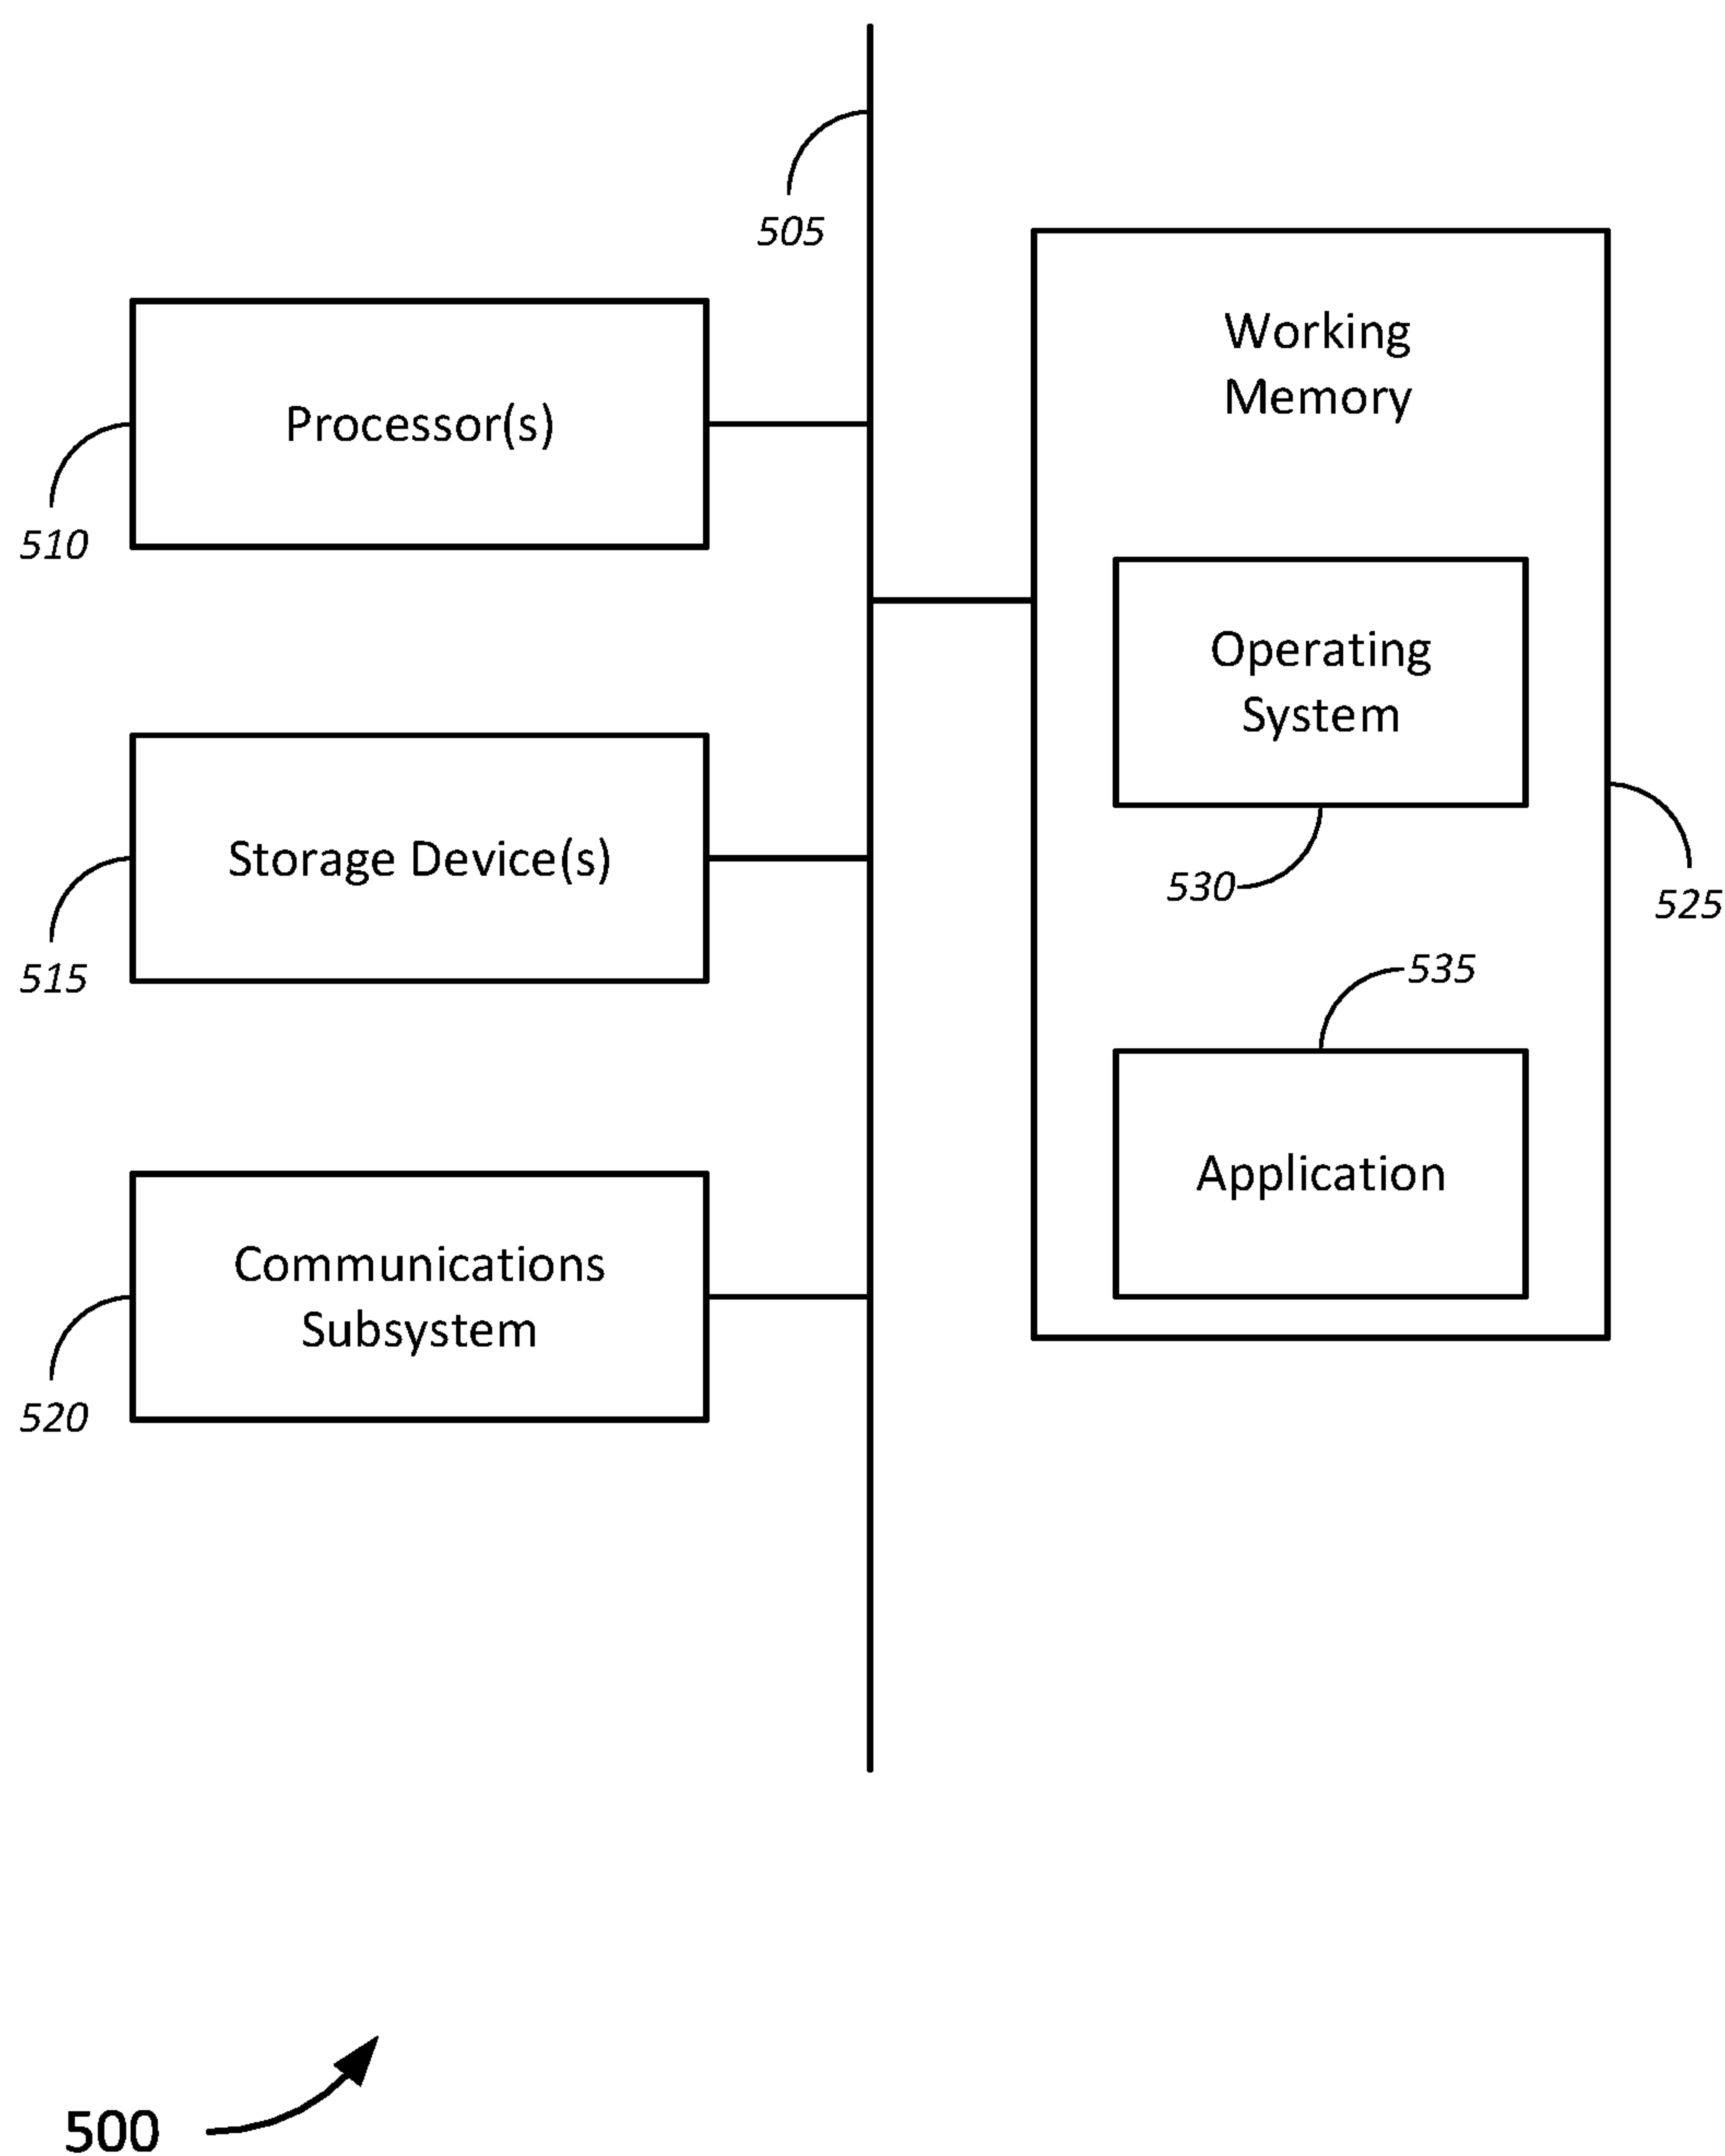 505
Processor(s)
510
Storage Device(s)
515
Communications
Subsystem
520
Working
Memory
Operating
System
530
525
535
Application
500